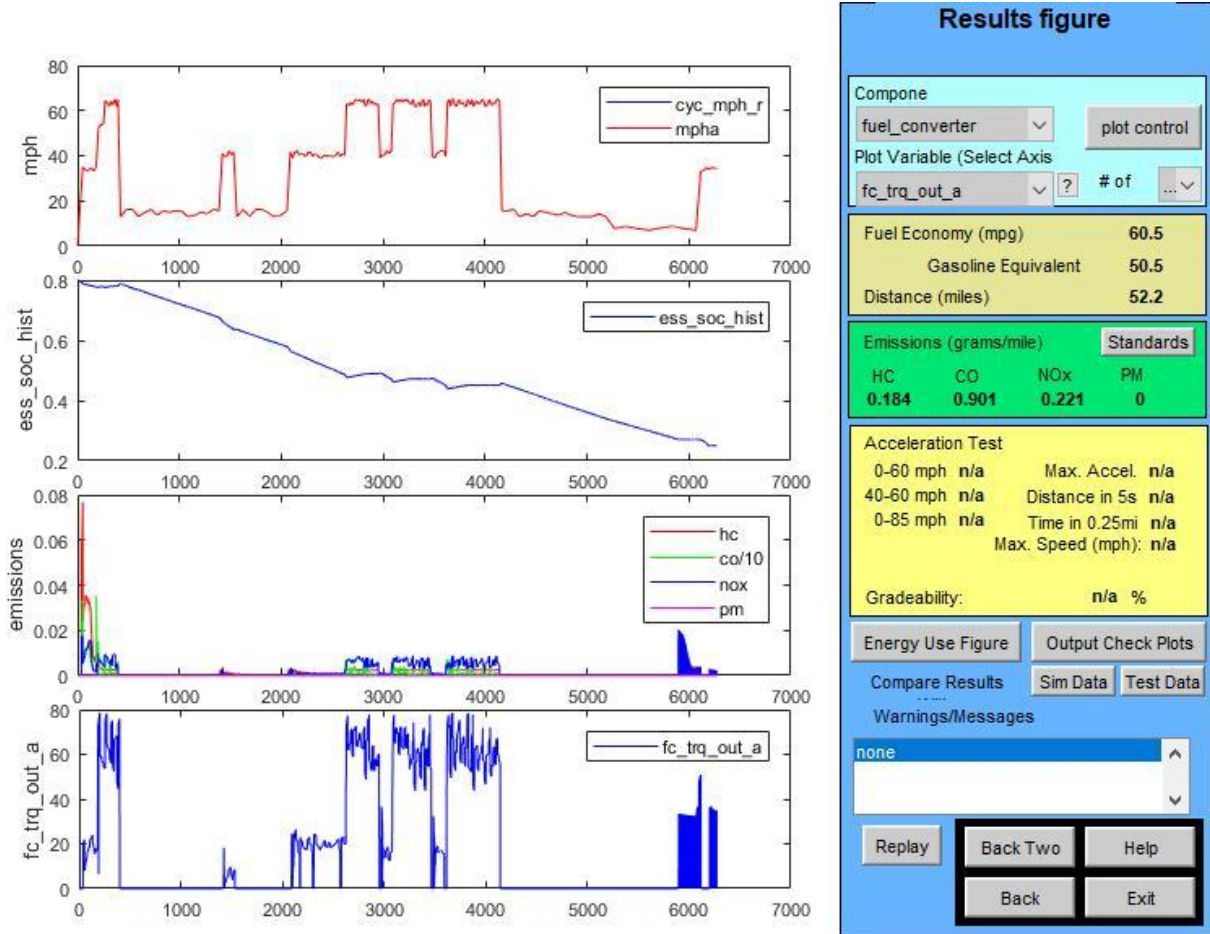 80
60
40
20
0
mph
cyc_mph_r
mpha
0 1000 2000 3000 4000 5000 6000 7000
0.8
0.6
0.4
0.2
ess_soc_hist
ess_soc_hist
0 1000 2000 3000 4000 5000 6000 7000
0.08
0.06
0.04
0.02
0
emissions
hc
co/10
nox
pm
0 1000 2000 3000 4000 5000 6000 7000
80
60
40
20
0
fc_trq_out_a
fc_trq_out_a
0 1000 2000 3000 4000 5000 6000 7000
Results figure
Compone
fuel_converter
plot control
Plot Variable (Select Axis
fc_trq_out_a
?
# of
...
Fuel Economy (mpg) 60.5
Gasoline Equivalent 50.5
Distance (miles) 52.2
Emissions (grams/mile) Standards
HC CO NOx PM
0.184 0.901 0.221 0
Acceleration Test
0-60 mph n/a Max. Accel. n/a
40-60 mph n/a Distance in 5s n/a
0-85 mph n/a Time in 0.25mi n/a
Max. Speed (mph): n/a
Gradeability: n/a %
Energy Use Figure Output Check Plots
Compare Results Sim Data Test Data
Warnings/Messages
none
Replay Back Two Help
Back Exit